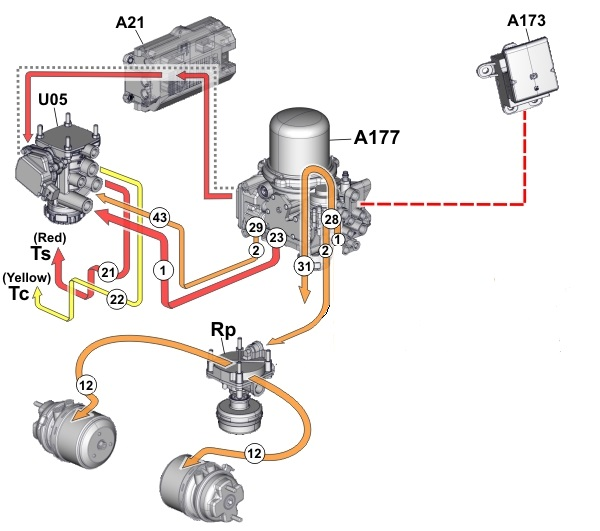 A21
A173
U05
A177
43
29
23
28
1
2
2
31
(Red)
Ts
21
1
(Yellow)
Tc
22
Rp
12
12